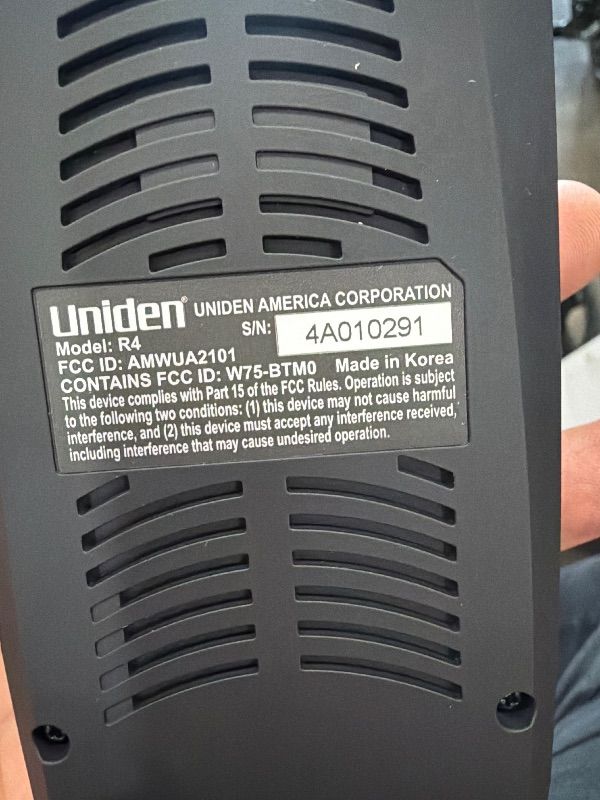 Uniden® UNIDEN AMERICA CORPORATION
Model: R4 S/N: 4A010291
FCC ID: AMWUA2101
CONTAINS FCC ID: W75-BTM0 Made in Korea
This device complies with Part 15 of the FCC Rules. Operation is subject
to the following two conditions: (1) this device may not cause harmful
interference, and (2) this device must accept any interference received,
including interference that may cause undesired operation.